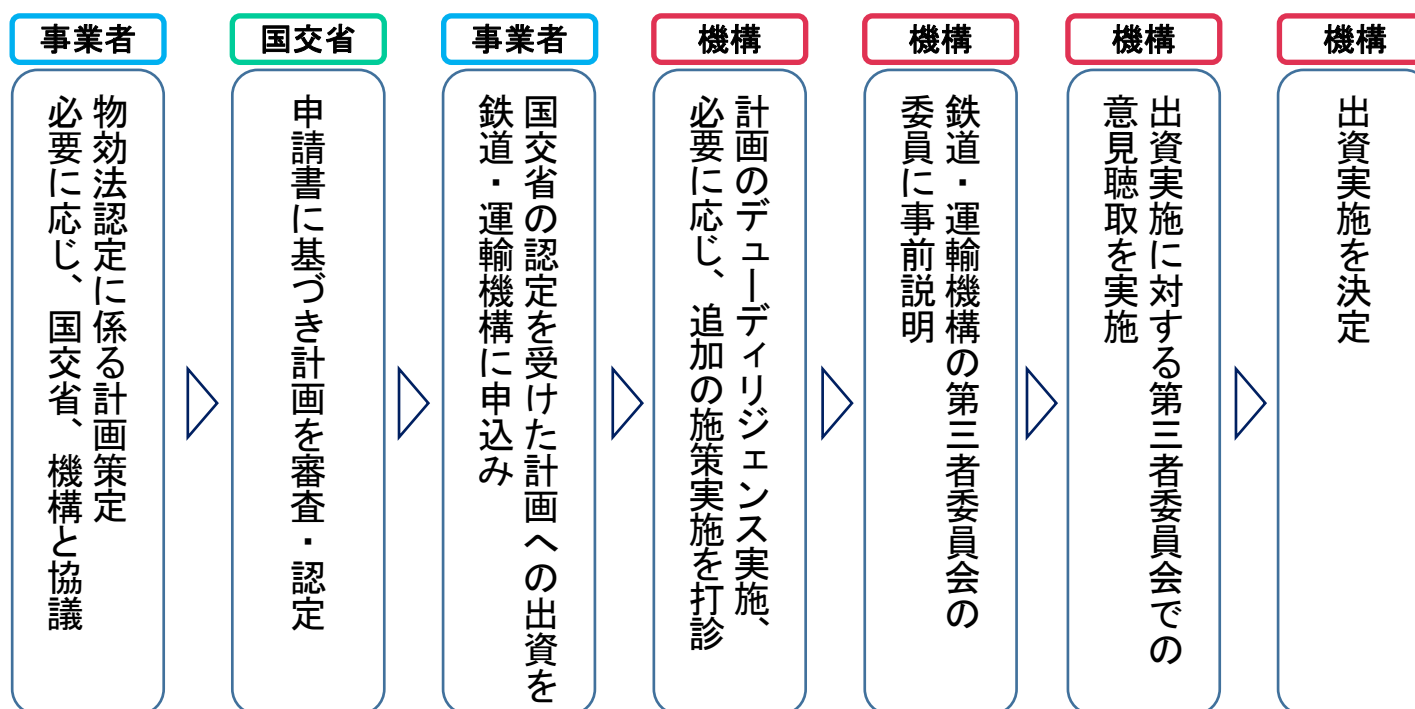 事業者
物効法認定に係る計画策定
必要に応じ、国交省、機構と協議
国交省
申請書に基づき計画を審査・認定
事業者
国交省の認定を受けた計画への出資を
鉄道・運輸機構に申込み
機構
計画のデューディリジェンス実施、
必要に応じ、追加の施策実施を打診
機構
鉄道・運輸機構の第三者委員会の
委員に事前説明
機構
出資実施に対する第三者委員会での
意見聴取を実施
機構
出資実施を決定